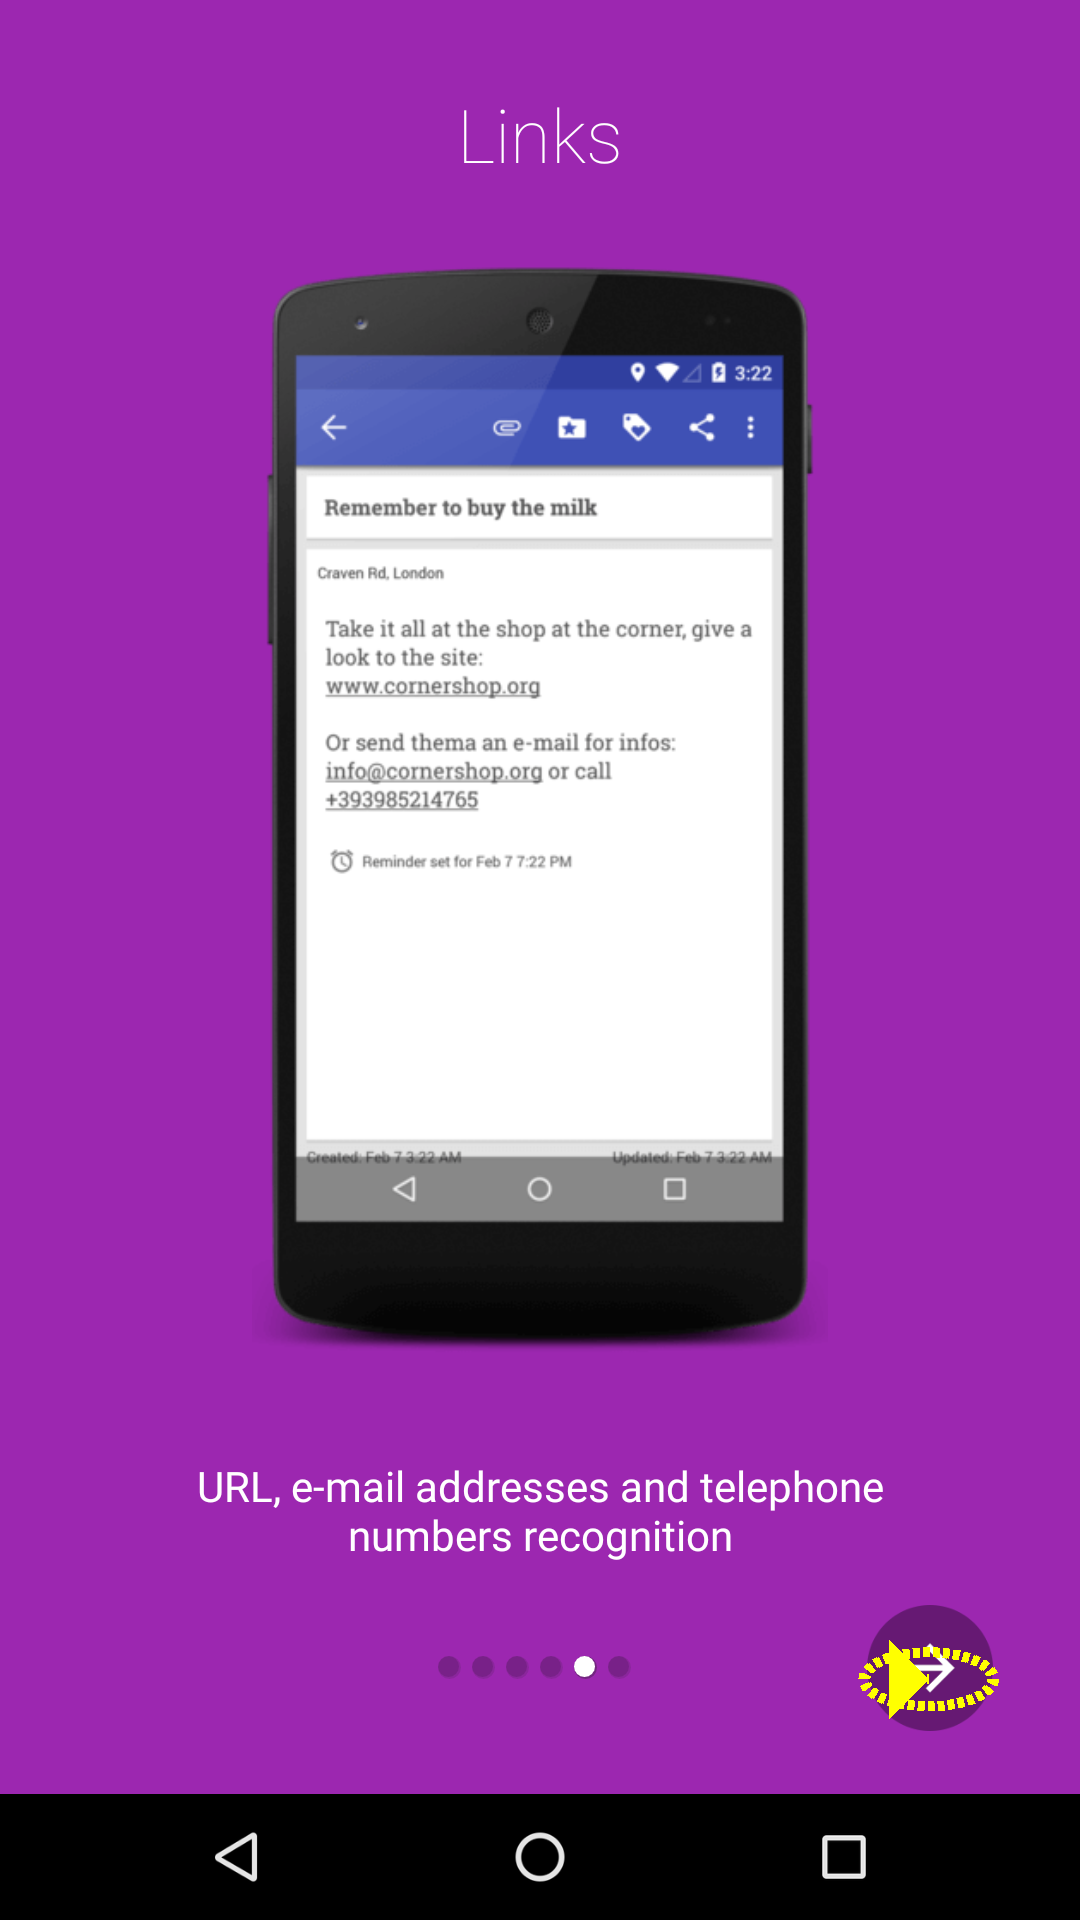 Links
3:22
Remember to buy the milk
Craven Rd, London
Take it all at the shop at the corner, give a
look to the site:
www.cornershop.org
Or send thema an e-mail for infos:
info@cornershop.org or call
+393985214765
Reminder set for Feb 7 7:22 PM
Created: Feb 7 3:22 AM Updated: Feb 7 3:22 AM
URL, e-mail addresses and telephone
numbers recognition